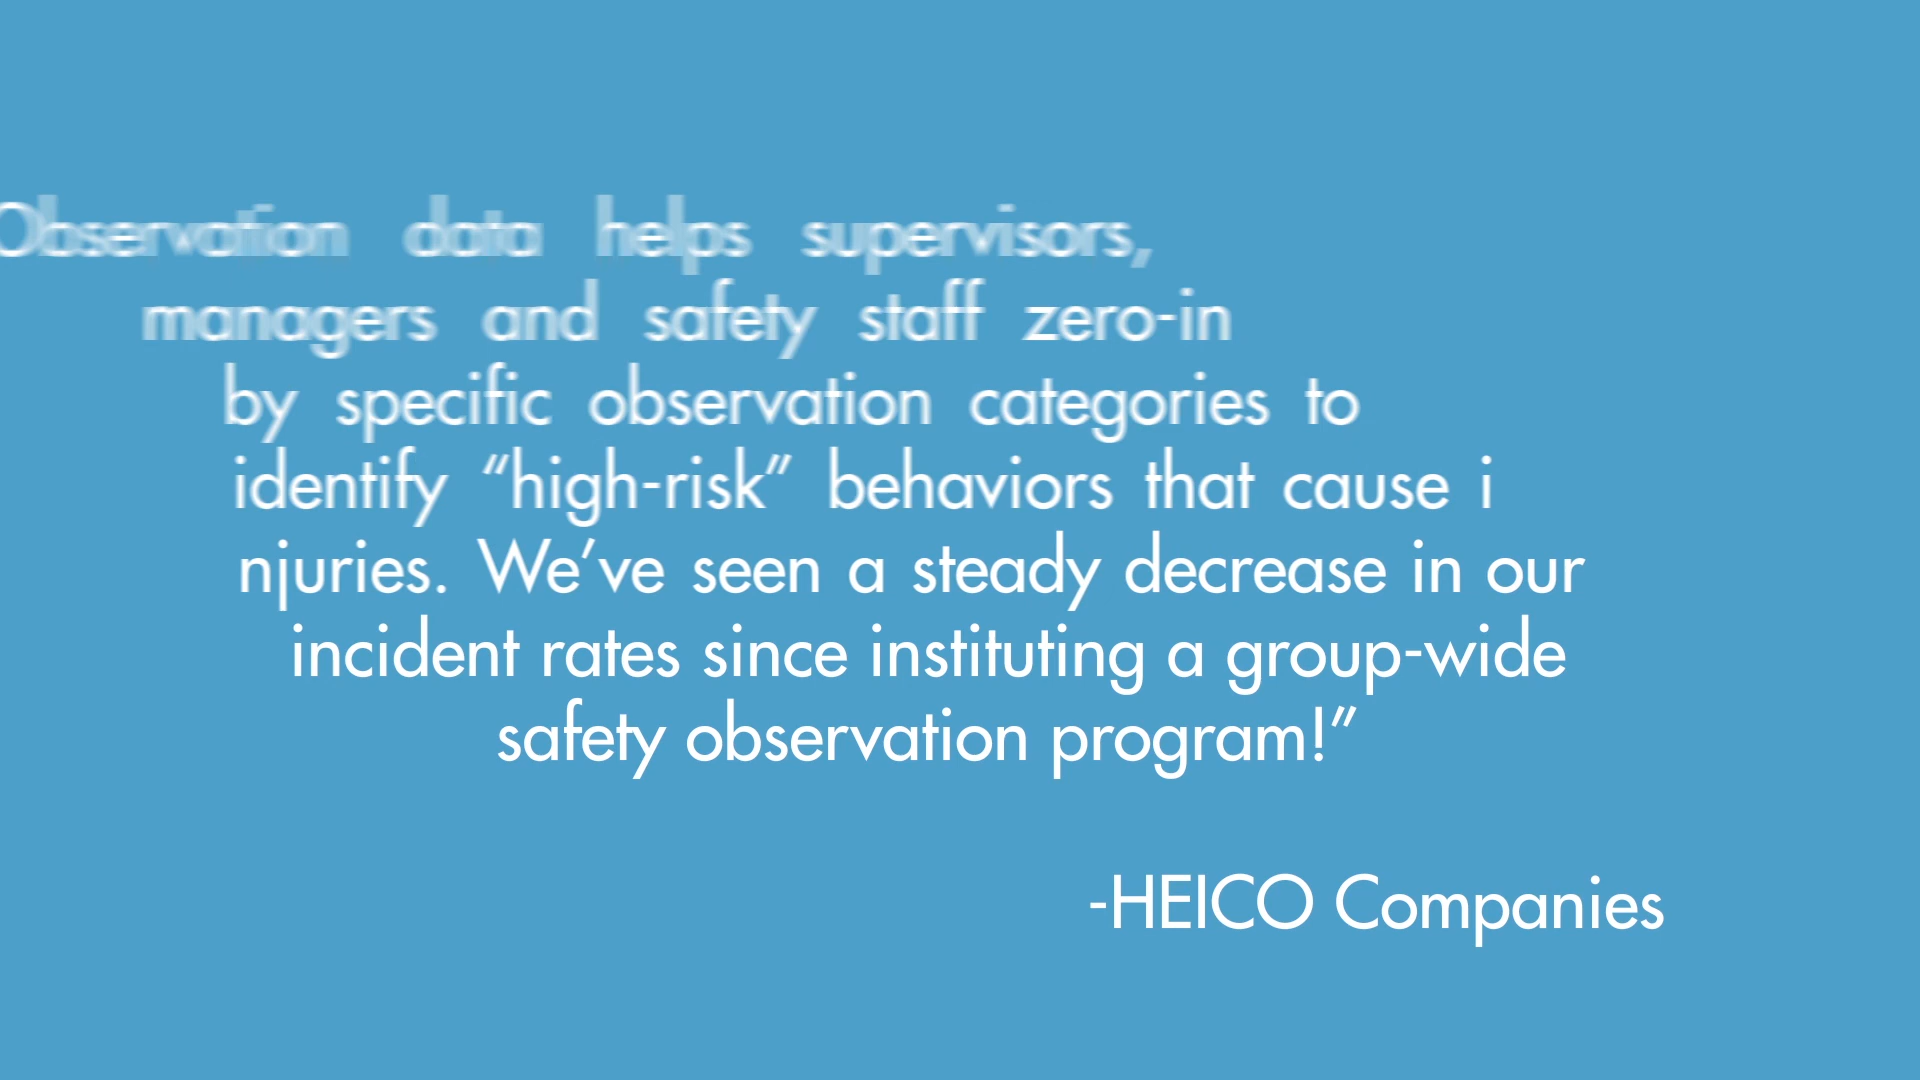 Observation data helps supervisors,
managers and safety staff zero-in
by specific observation categories to
identify “high-risk” behaviors that cause i
njuries. We’ve seen a steady decrease in our
incident rates since instituting a group-wide
safety observation program!”
-HEICO Companies